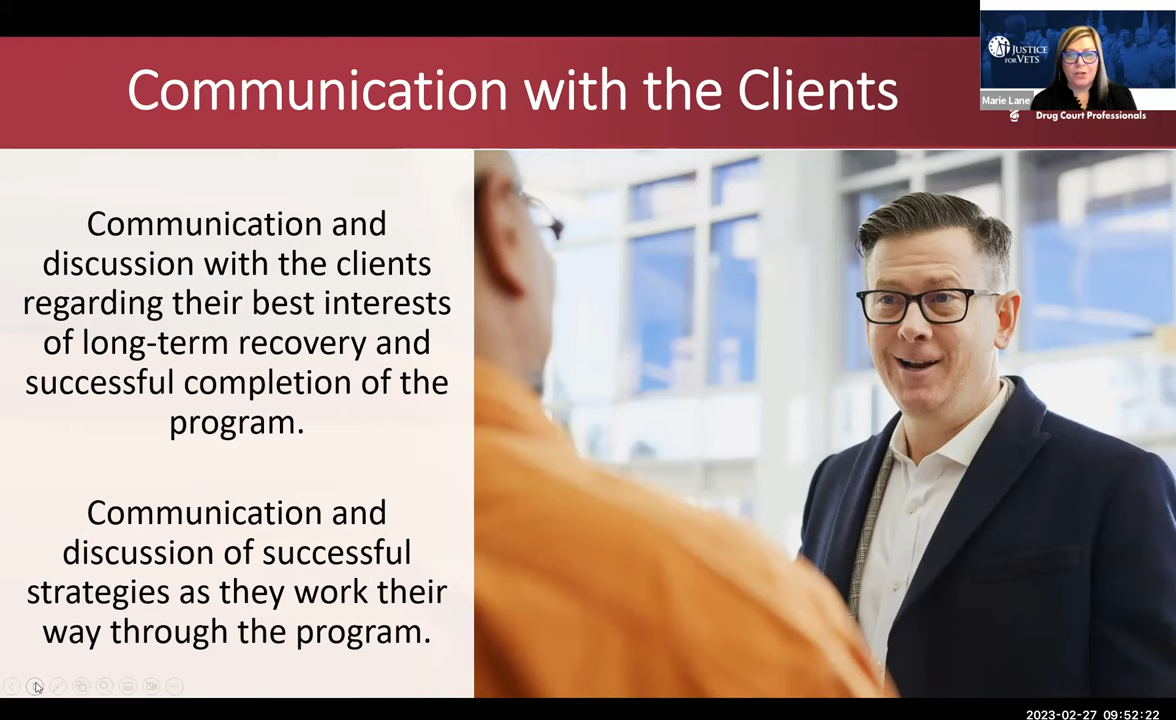 Communication with the Clients
JUSTICE
FOR VETS
Marie Lane
Drug Court Professionals
Communication and
discussion with the clients
regarding their best interests
of long-term recovery and
successful completion of the
program.
Communication and
discussion of successful
strategies as they work their
way through the program.
2023-02-27 09:52:22